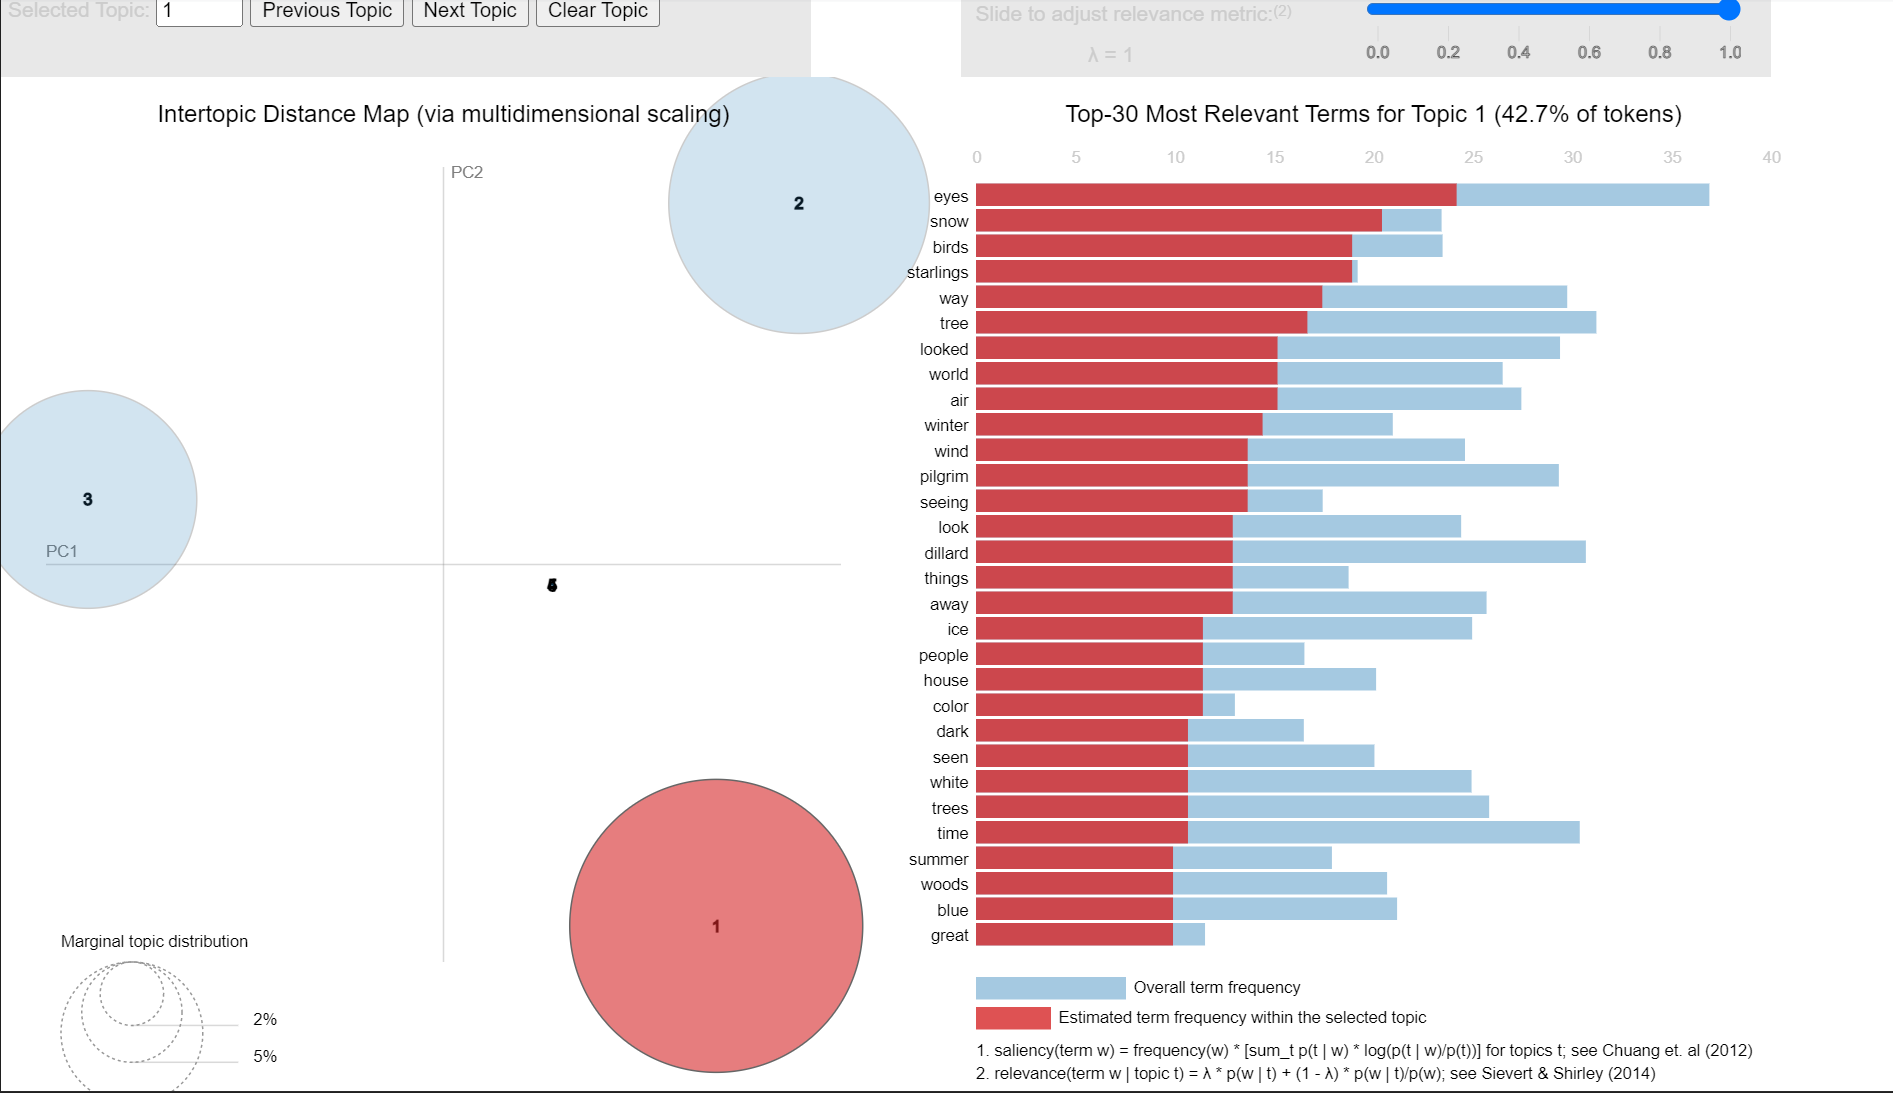 Selected Topic: 1 Previous Topic Next Topic Clear Topic
Slide to adjust relevance metric:(2)
λ = 1
0.0 0.2 0.4 0.6 0.8 1.0
Intertopic Distance Map (via multidimensional scaling)
PC2
2
3
PC1
1
Marginal topic distribution
2%
5%
Top-30 Most Relevant Terms for Topic 1 (42.7% of tokens)
0 5 10 15 20 25 30 35 40
eyes
snow
birds
starlings
way
tree
looked
world
air
winter
wind
pilgrim
seeing
look
dillard
things
away
ice
people
house
color
dark
seen
white
trees
time
summer
woods
blue
great
Overall term frequency
Estimated term frequency within the selected topic
1. saliency(term w) = frequency(w) * [sum_t p(t | w) * log(p(t | w)/p(t))] for topics t; see Chuang et. al (2012)
2. relevance(term w | topic t) = λ * p(w | t) + (1 - λ) * p(w | t)/p(w); see Sievert & Shirley (2014)